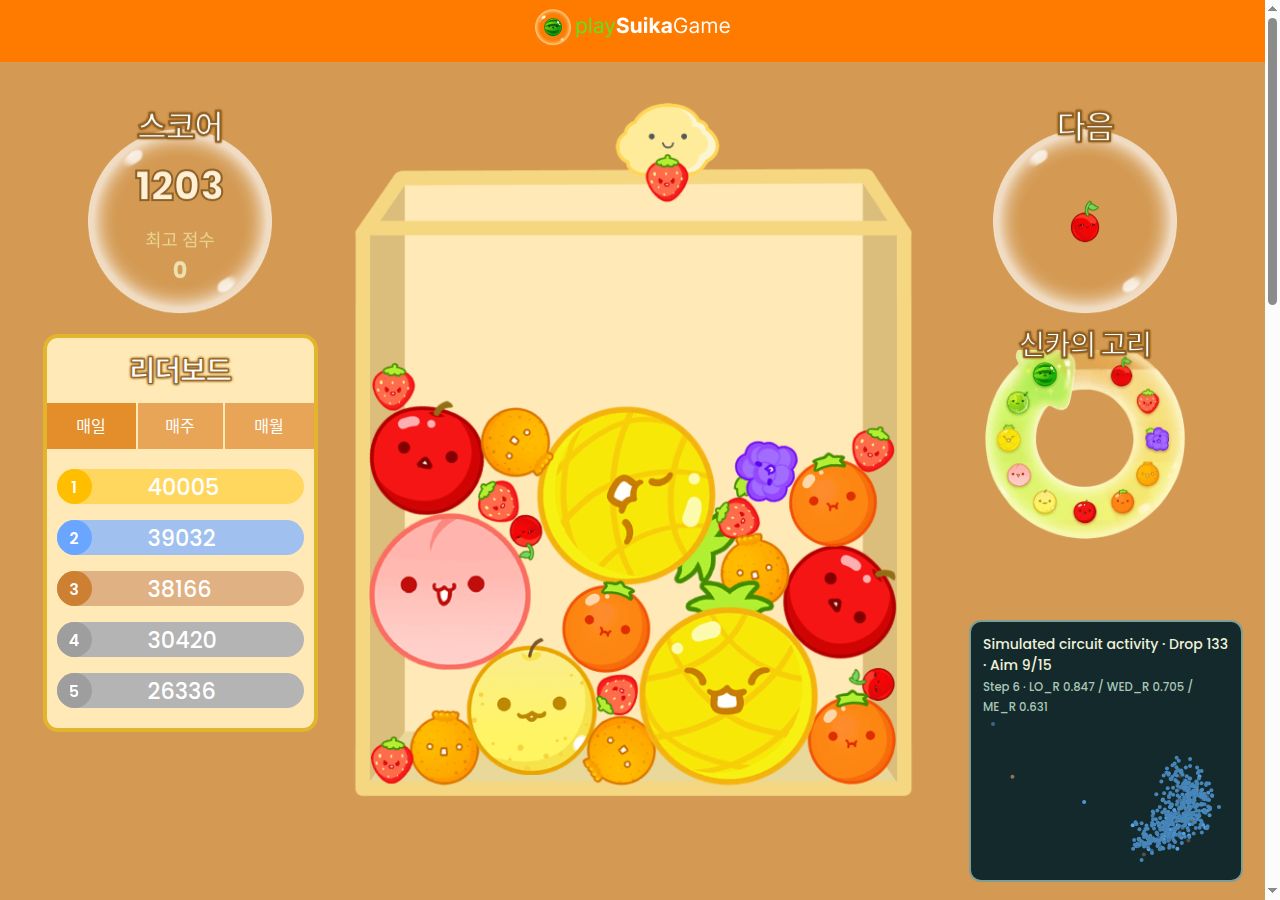 playSuikaGame
스코어
1203
최고 점수
0
리더보드
매일 매주 매월
1 40005
2 39032
3 38166
4 30420
5 26336
다음
신카의 고리
Simulated circuit activity · Drop 133
· Aim 9/15
Step 6 · LO_R 0.847 / WED_R 0.705 /
ME_R 0.631